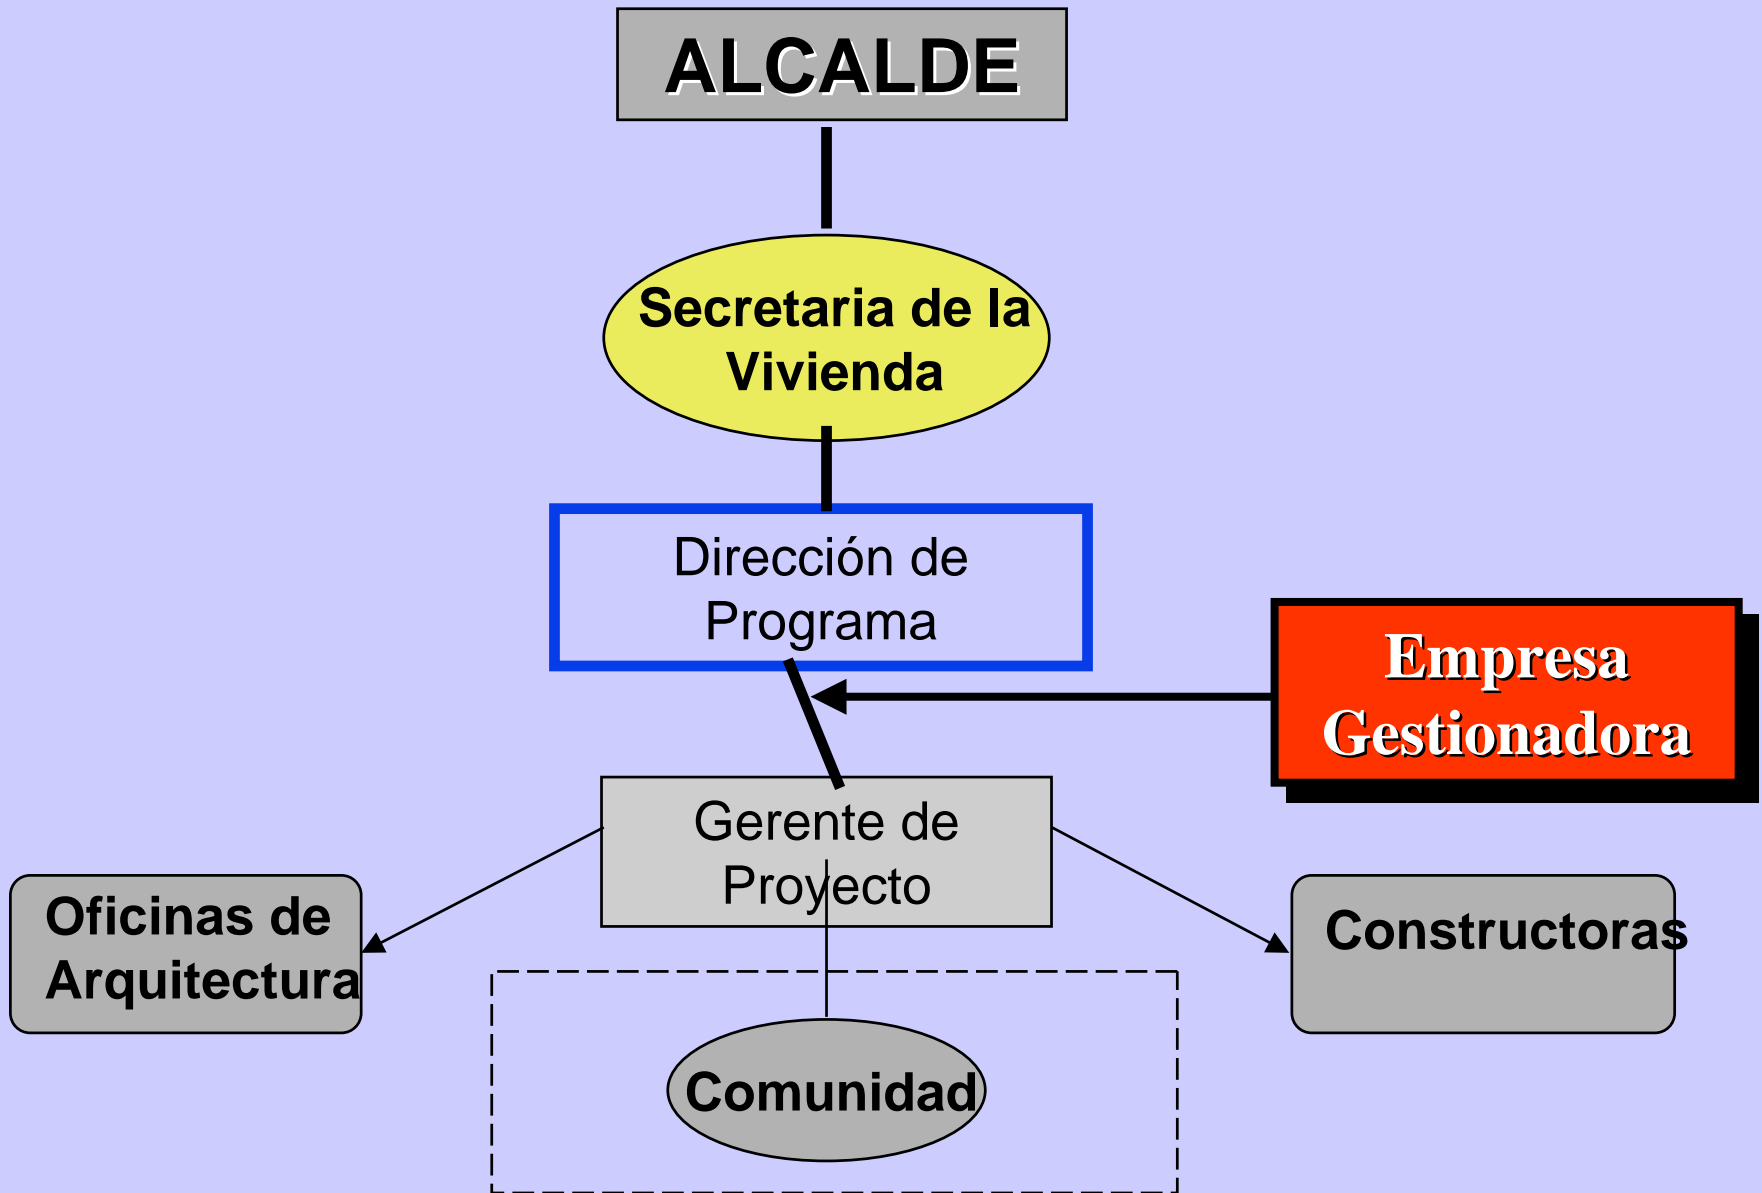 ALCALDE
Secretaria de la
Vivienda
Dirección de
Programa
Empresa
Gestionadora
Gerente de
Proyecto
Oficinas de
Arquitectura
Constructoras
Comunidad